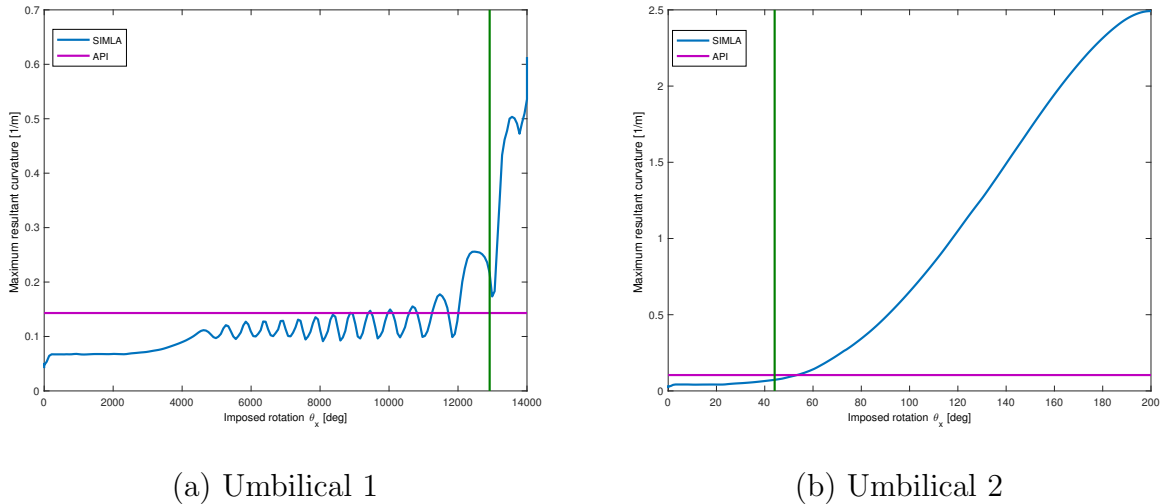 0.7
0.6
0.5
0.4
0.3
0.2
0.1
0
Maximum resultant curvature [1/m]
SIMLA
API
0 2000 4000 6000 8000 10000 12000 14000
Imposed rotation θx [deg]
(a) Umbilical 1
2.5
2
1.5
1
0.5
0
Maximum resultant curvature [1/m]
SIMLA
API
0 20 40 60 80 100 120 140 160 180 200
Imposed rotation θx [deg]
(b) Umbilical 2